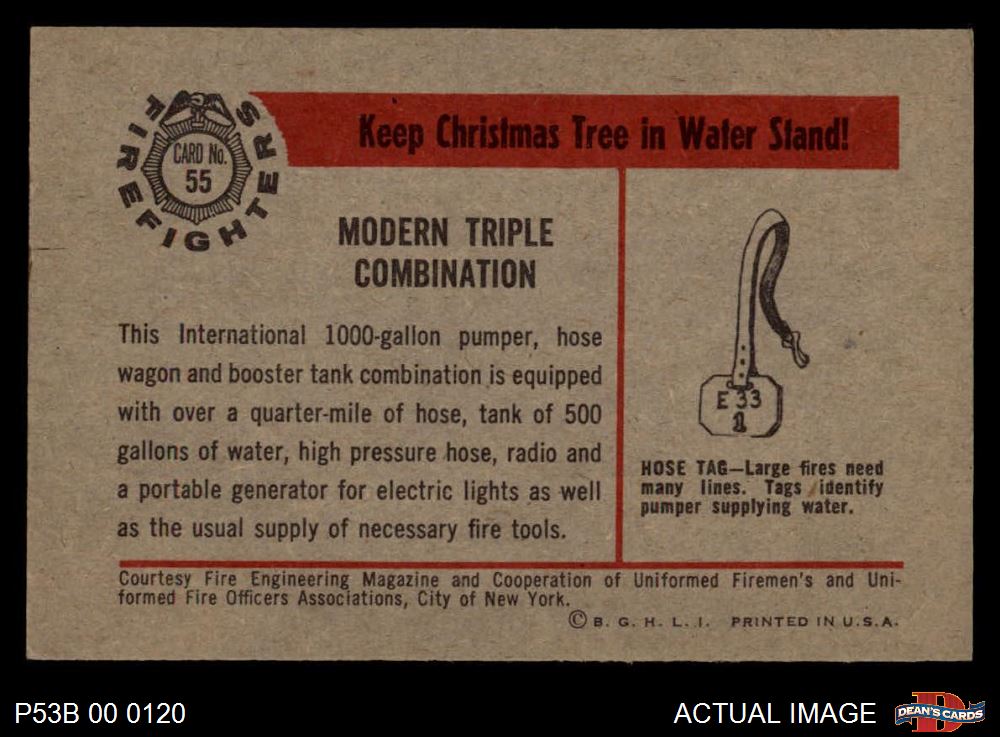 FIREFIGHTERS
CARD No.
55
Keep Christmas Tree in Water Stand!
MODERN TRIPLE
COMBINATION
This International 1000-gallon pumper, hose
wagon and booster tank combination is equipped
with over a quarter-mile of hose, tank of 500
gallons of water, high pressure hose, radio and
a portable generator for electric lights as well
as the usual supply of necessary fire tools.
E 33
1
HOSE TAG—Large fires need
many lines. Tags identify
pumper supplying water.
Courtesy Fire Engineering Magazine and Cooperation of Uniformed Firemen's and Uni-
formed Fire Officers Associations, City of New York.
© B. G. H. L. I. PRINTED IN U.S.A.
P53B 00 0120
ACTUAL IMAGE
DEAN'S CARDS